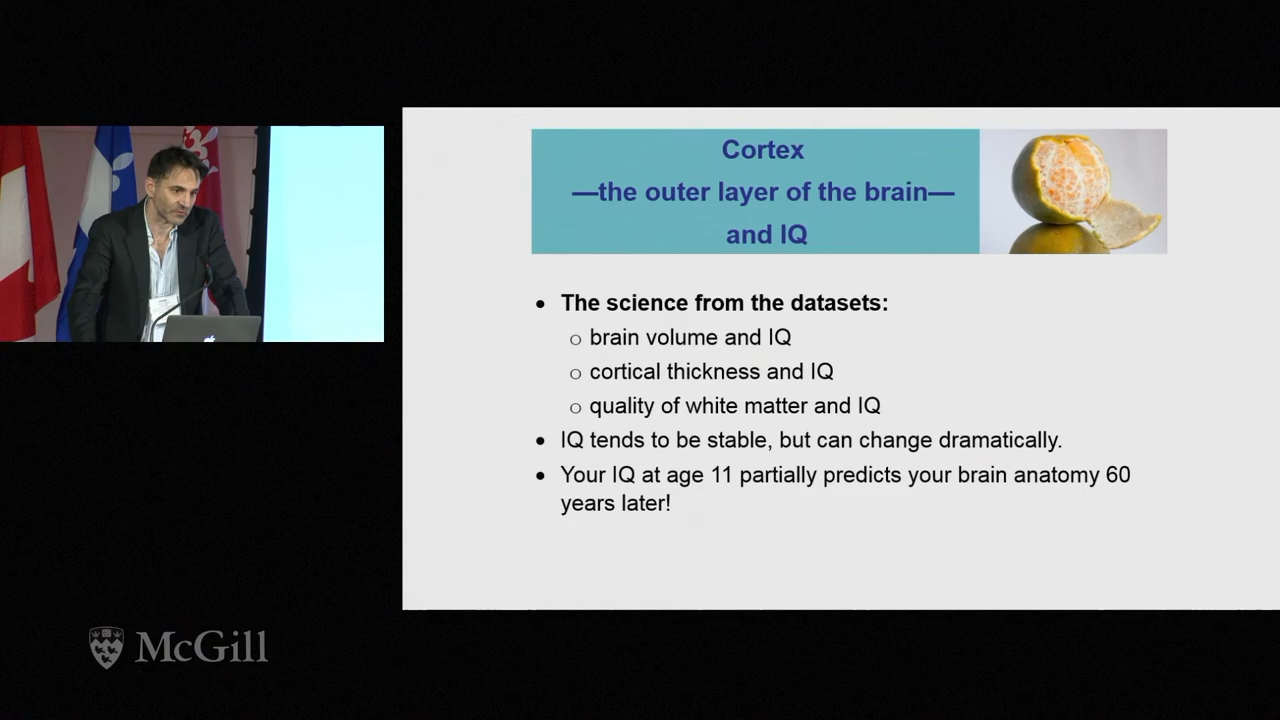 Cortex
—the outer layer of the brain—
and IQ
• The science from the datasets:
o brain volume and IQ
o cortical thickness and IQ
o quality of white matter and IQ
• IQ tends to be stable, but can change dramatically.
• Your IQ at age 11 partially predicts your brain anatomy 60
years later!
McGill